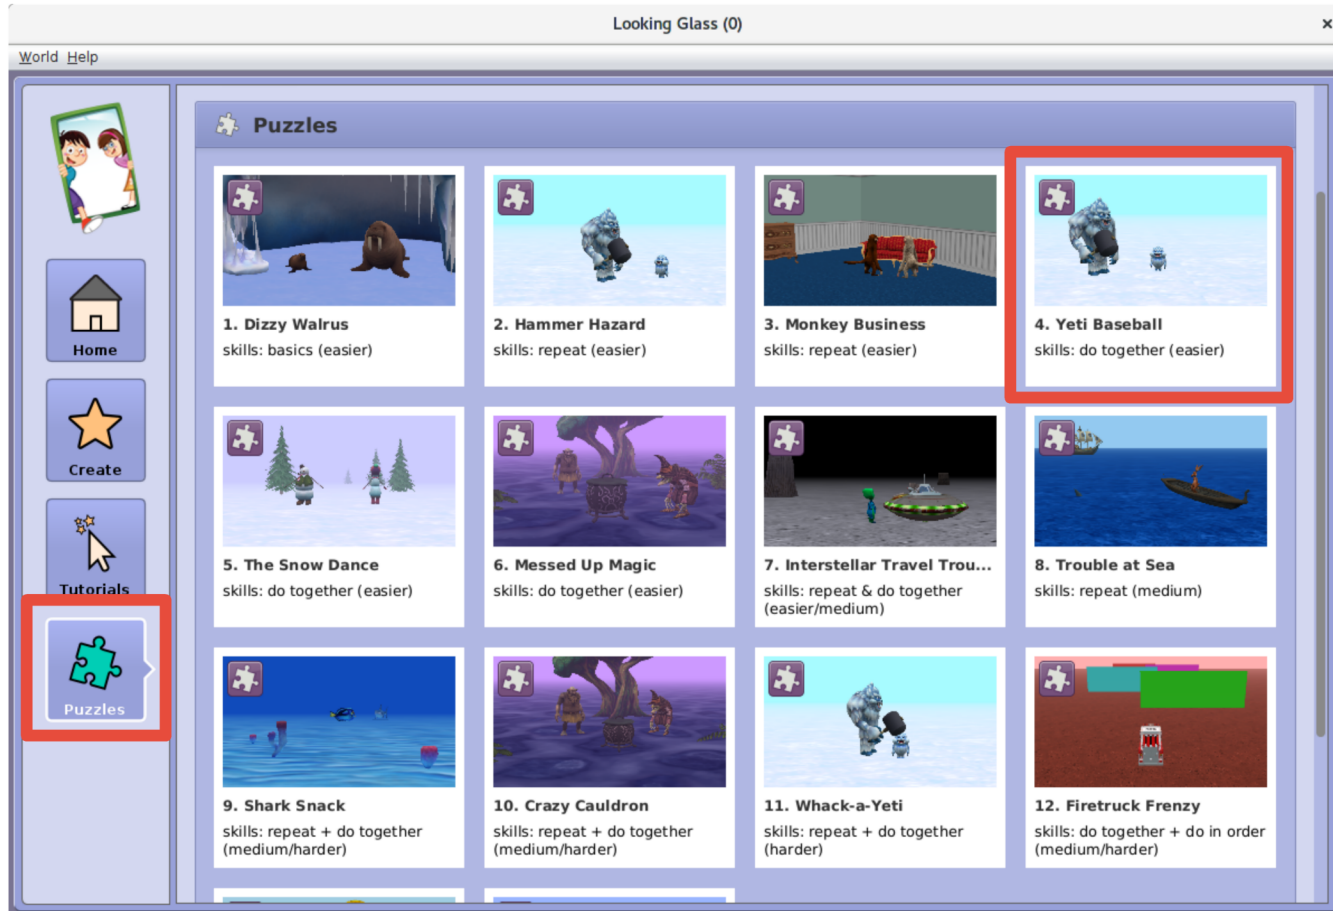 Looking Glass (0)
×
World Help
Puzzles
1. Dizzy Walrus
skills: basics (easier)
2. Hammer Hazard
skills: repeat (easier)
3. Monkey Business
skills: repeat (easier)
4. Yeti Baseball
skills: do together (easier)
Home
Create
Tutorials
Puzzles
5. The Snow Dance
skills: do together (easier)
6. Messed Up Magic
skills: do together (easier)
7. Interstellar Travel Trou...
skills: repeat & do together
(easier/medium)
8. Trouble at Sea
skills: repeat (medium)
9. Shark Snack
skills: repeat + do together
(medium/harder)
10. Crazy Cauldron
skills: repeat + do together
(medium/harder)
11. Whack-a-Yeti
skills: repeat + do together
(harder)
12. Firetruck Frenzy
skills: do together + do in order
(medium/harder)